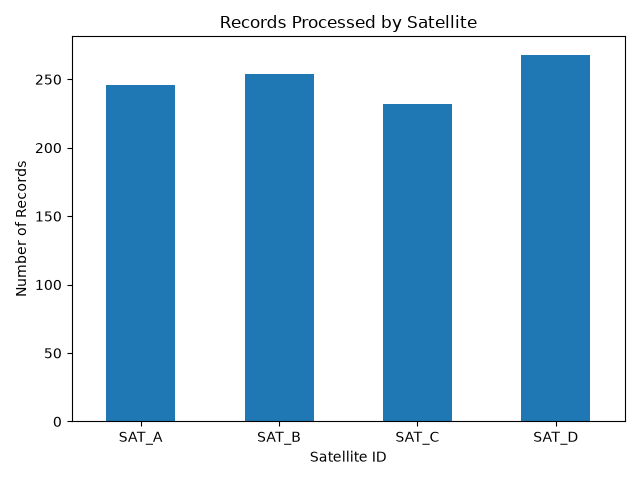 Records Processed by Satellite
Number of Records
250
200
150
100
50
0
SAT_A SAT_B SAT_C SAT_D
Satellite ID